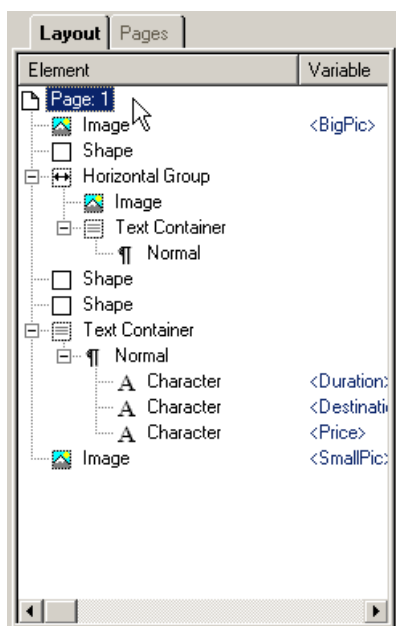 Layout Pages
Element Variable
Page: 1
Image <BigPic>
Shape
Horizontal Group
Image
Text Container
¶ Normal
Shape
Shape
Text Container
¶ Normal
A Character <Duration>
A Character <Destinati
A Character <Price>
Image <SmallPic>